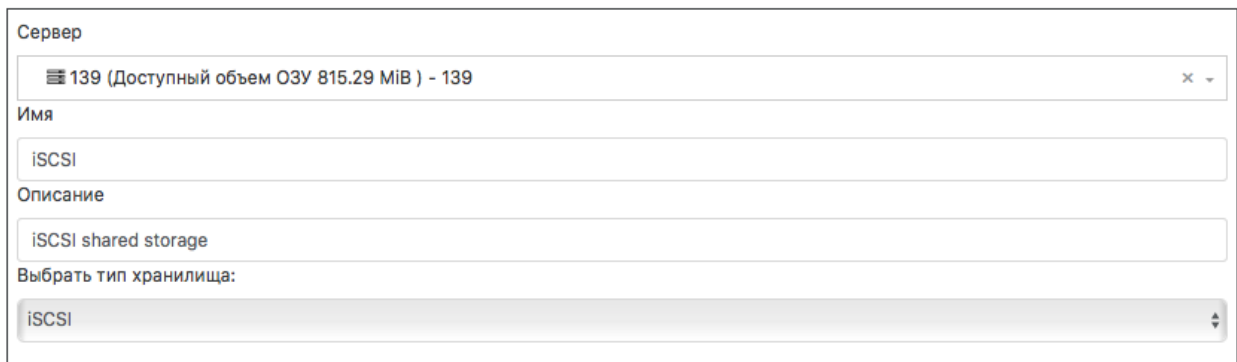 Сервер
139 (Доступный объем ОЗУ 815.29 MiB ) - 139
Имя
iSCSI
Описание
iSCSI shared storage
Выбрать тип хранилища:
iSCSI